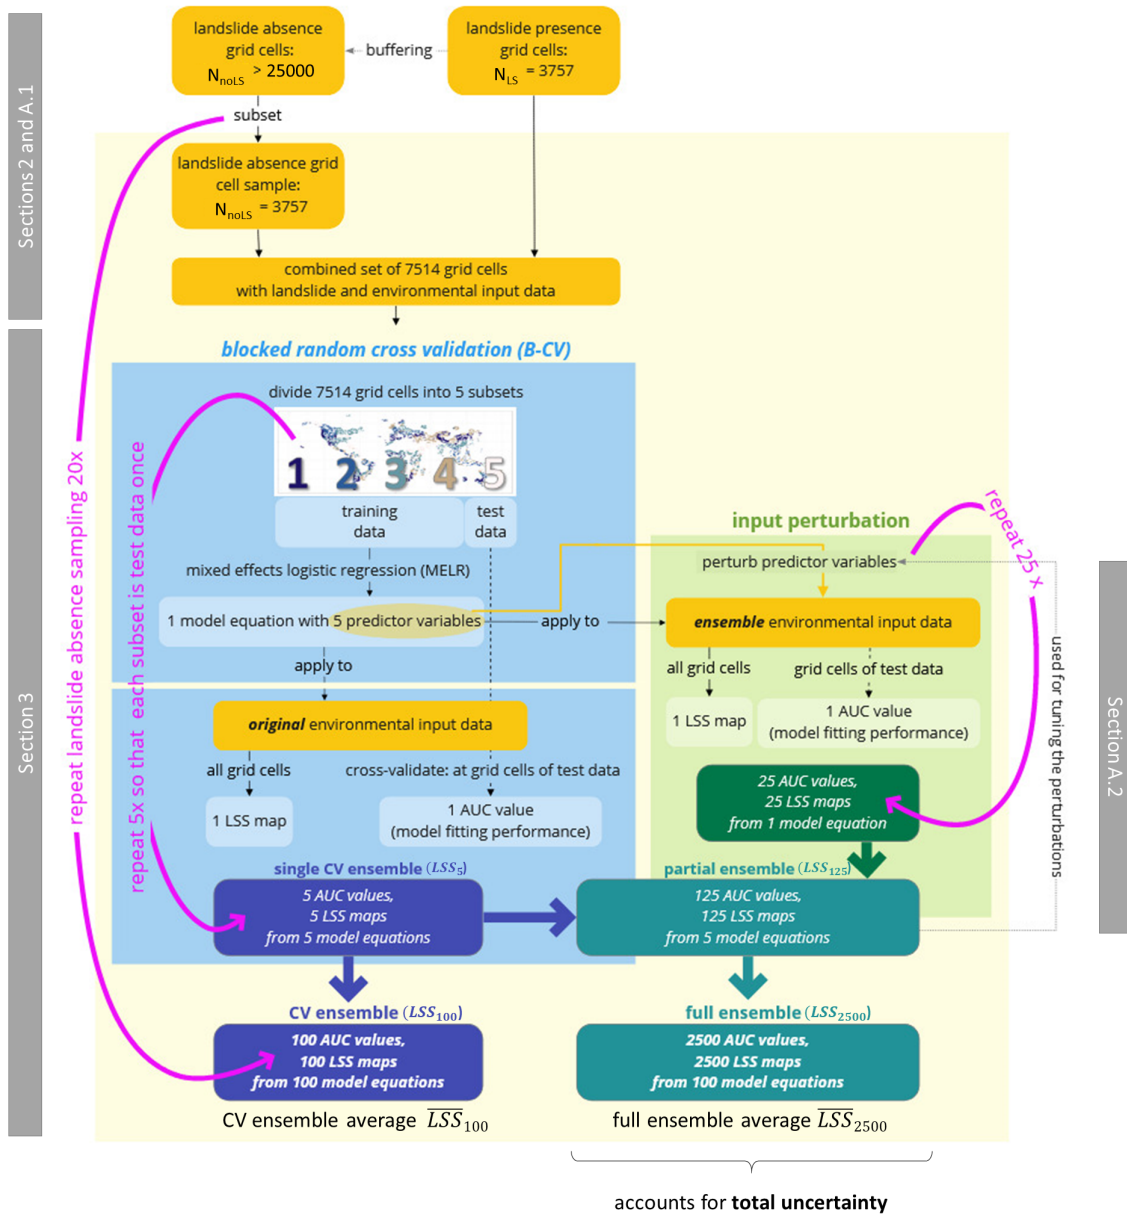 landslide absence
grid cells:
NnoLS > 25000
buffering
landslide presence
grid cells:
NLS = 3757
subset
landslide absence grid
cell sample:
NnoLS = 3757
combined set of 7514 grid cells
with landslide and environmental input data
Sections 2 and A.1
Section 3
Section A.2
repeat landslide absence sampling 20x
blocked random cross validation (B-CV)
divide 7514 grid cells into 5 subsets
1 2 3 4 5
repeat 5x so that each subset is test data once
training
data
test
data
mixed effects logistic regression (MELR)
1 model equation with 5 predictor variables
apply to
apply to
input perturbation
perturb predictor variables
repeat 25 x
ensemble environmental input data
all grid cells
grid cells of test data
1 LSS map
1 AUC value
(model fitting performance)
used for tuning the perturbations
original environmental input data
all grid cells
cross-validate: at grid cells of test data
1 LSS map
1 AUC value
(model fitting performance)
25 AUC values,
25 LSS maps
from 1 model equation
single CV ensemble (LSS5)
5 AUC values,
5 LSS maps
from 5 model equations
partial ensemble (LSS125)
125 AUC values,
125 LSS maps
from 5 model equations
CV ensemble (LSS100)
100 AUC values,
100 LSS maps
from 100 model equations
full ensemble (LSS2500)
2500 AUC values,
2500 LSS maps
from 100 model equations
CV ensemble average L̅S̅S̅100
full ensemble average L̅S̅S̅2500
accounts for total uncertainty